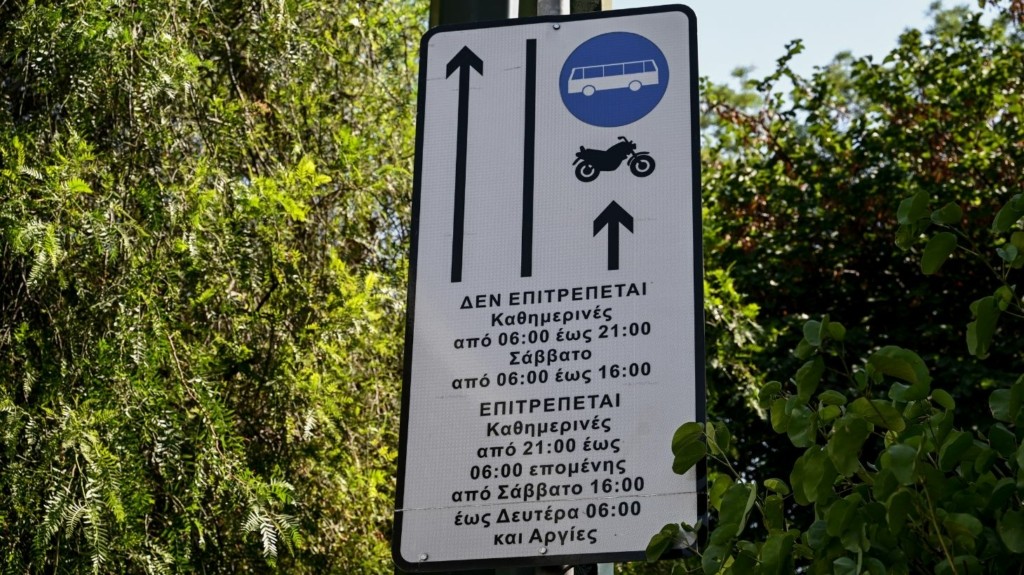 ΔΕΝ ΕΠΙΤΡΕΠΕΤΑΙ
Καθημερινές
από 06:00 έως 21:00
Σάββατο
από 06:00 έως 16:00
ΕΠΙΤΡΕΠΕΤΑΙ
Καθημερινές
από 21:00 έως
06:00 επομένης
από Σάββατο 16:00
έως Δευτέρα 06:00
και Αργίες